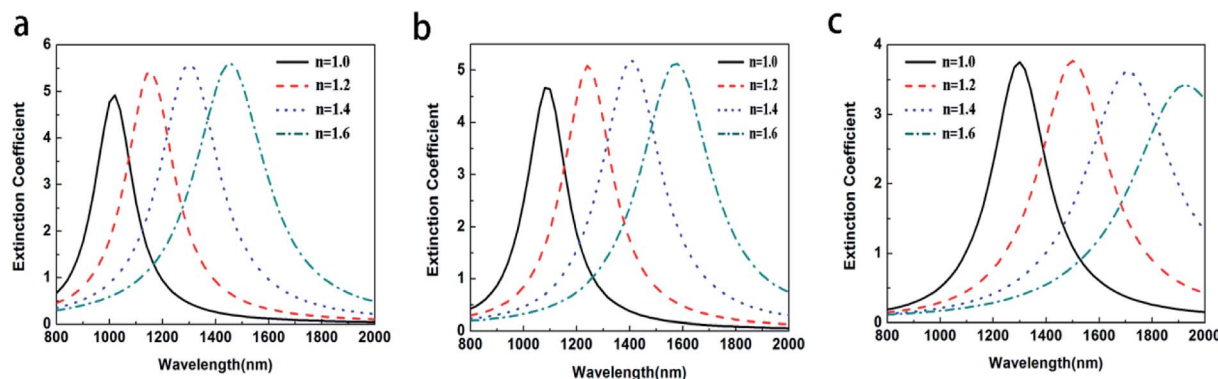 a
Extinction Coefficient
6
5
4
3
2
1
0
800 1000 1200 1400 1600 1800 2000
Wavelength(nm)
n=1.0
n=1.2
n=1.4
n=1.6
b
Extinction Coefficient
5
4
3
2
1
0
800 1000 1200 1400 1600 1800 2000
Wavelength(nm)
n=1.0
n=1.2
n=1.4
n=1.6
c
Extinction Coefficient
4
3
2
1
0
800 1000 1200 1400 1600 1800 2000
Wavelength(nm)
n=1.0
n=1.2
n=1.4
n=1.6